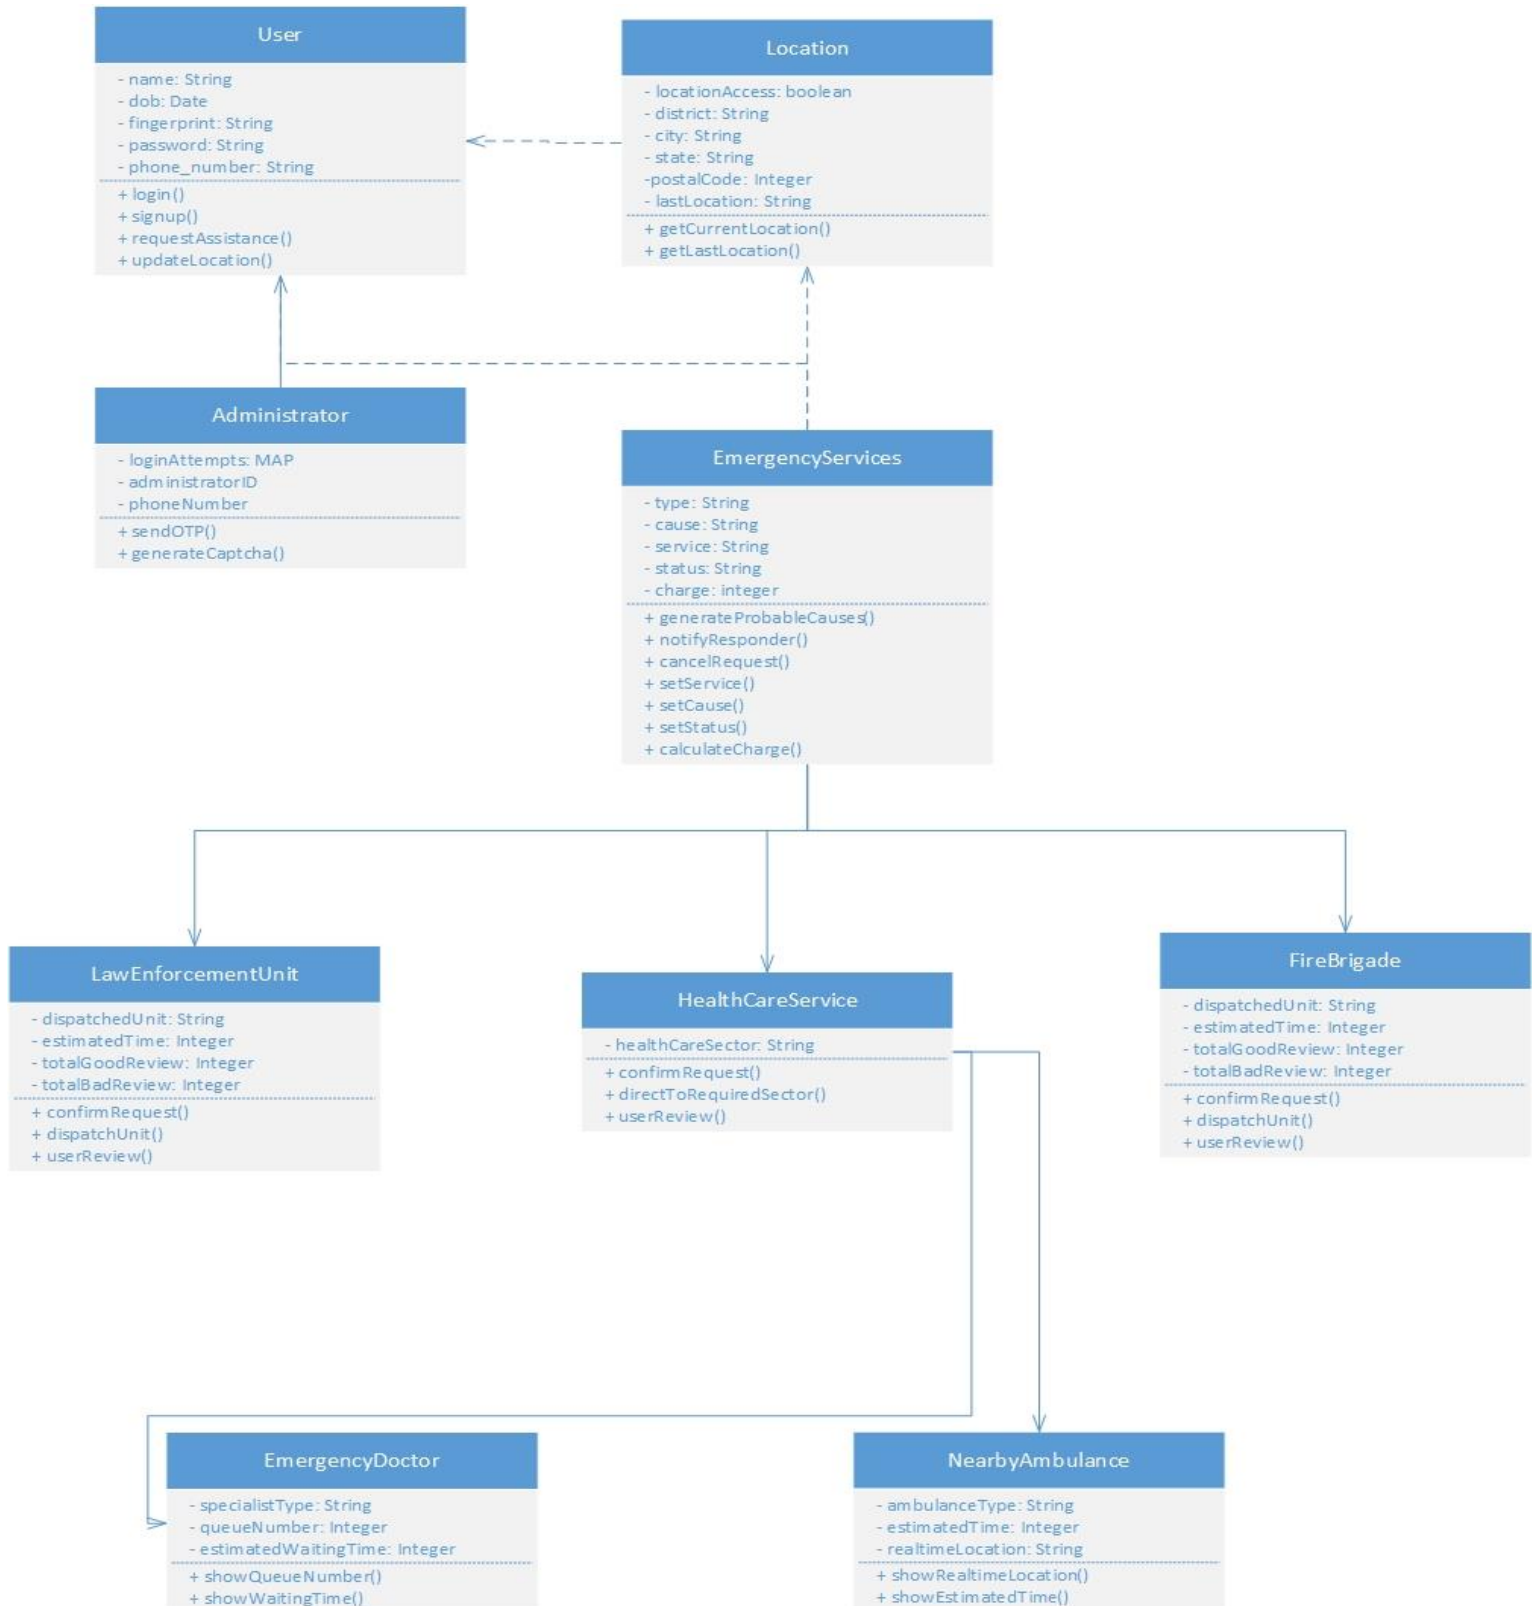 User
- name: String
- dob: Date
- fingerprint: String
- password: String
- phone_number: String
+ login()
+ signup()
+ requestAssistance()
+ updateLocation()
Location
- locationAccess: boolean
- district: String
- city: String
- state: String
-postalCode: Integer
- lastLocation: String
+ getCurrentLocation()
+ getLastLocation()
Administrator
- loginAttempts: MAP
- administratorID
- phoneNumber
+ sendOTP()
+ generateCaptcha()
EmergencyServices
- type: String
- cause: String
- service: String
- status: String
- charge: integer
+ generateProbableCauses()
+ notifyResponder()
+ cancelRequest()
+ setService()
+ setCause()
+ setStatus()
+ calculateCharge()
LawEnforcementUnit
- dispatchedUnit: String
- estimatedTime: Integer
- totalGoodReview: Integer
- totalBadReview: Integer
+ confirmRequest()
+ dispatchUnit()
+ userReview()
HealthCareService
- healthCareSector: String
+ confirmRequest()
+ directToRequiredSector()
+ userReview()
FireBrigade
- dispatchedUnit: String
- estimatedTime: Integer
- totalGoodReview: Integer
- totalBadReview: Integer
+ confirmRequest()
+ dispatchUnit()
+ userReview()
EmergencyDoctor
- specialistType: String
- queueNumber: Integer
- estimatedWaitingTime: Integer
+ showQueueNumber()
+ showWaitingTime()
NearbyAmbulance
- ambulanceType: String
- estimatedTime: Integer
- realtimeLocation: String
+ showRealtimeLocation()
+ showEstimatedTime()